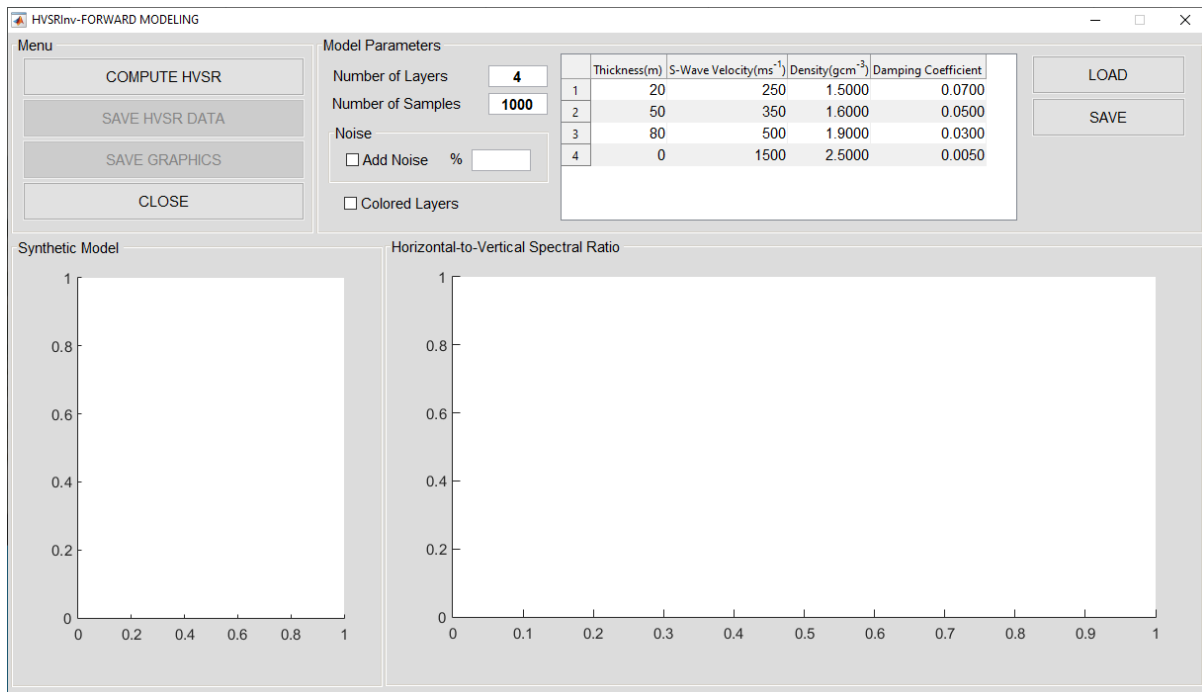 HVSRInv-FORWARD MODELING
Menu
COMPUTE HVSR
SAVE HVSR DATA
SAVE GRAPHICS
CLOSE
Model Parameters
Number of Layers 4
Number of Samples 1000
Noise
Add Noise % 
Colored Layers
Thickness(m) S-Wave Velocity(ms⁻¹) Density(gcm⁻³) Damping Coefficient
1 20 250 1.5000 0.0700
2 50 350 1.6000 0.0500
3 80 500 1.9000 0.0300
4 0 1500 2.5000 0.0050
LOAD
SAVE
Synthetic Model
1
0.8
0.6
0.4
0.2
0
0 0.2 0.4 0.6 0.8 1
Horizontal-to-Vertical Spectral Ratio
1
0.8
0.6
0.4
0.2
0
0 0.1 0.2 0.3 0.4 0.5 0.6 0.7 0.8 0.9 1